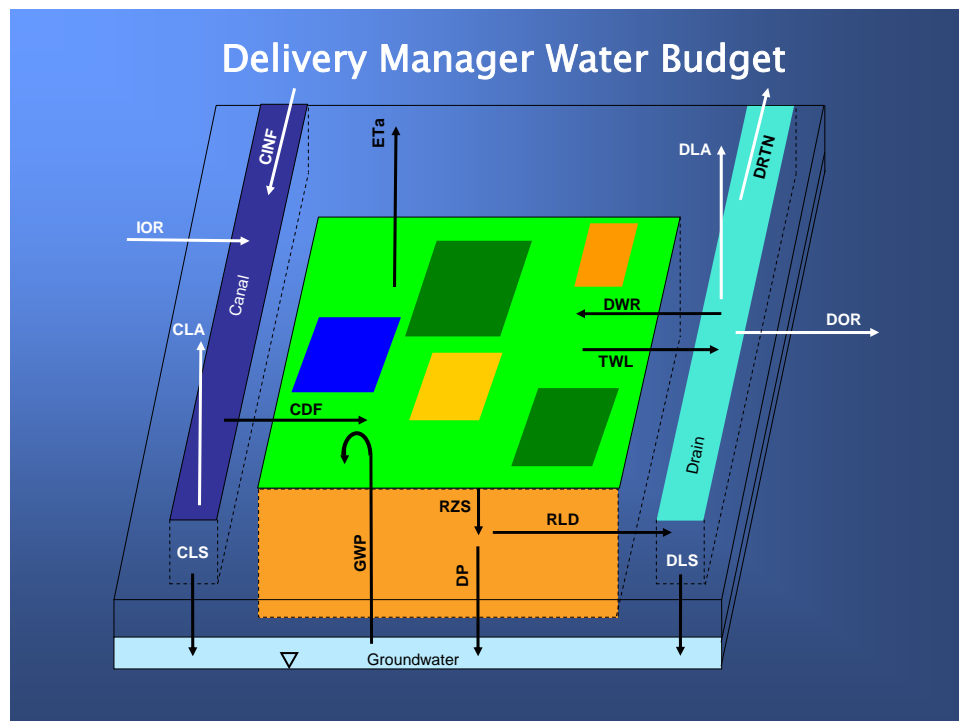 Delivery Manager Water Budget
CINF
ETa
DLA
DRTN
IOR
Canal
DWR
DOR
CLA
TWL
CDF
Drain
RZS
RLD
CLS
GWP
DP
DLS
Groundwater